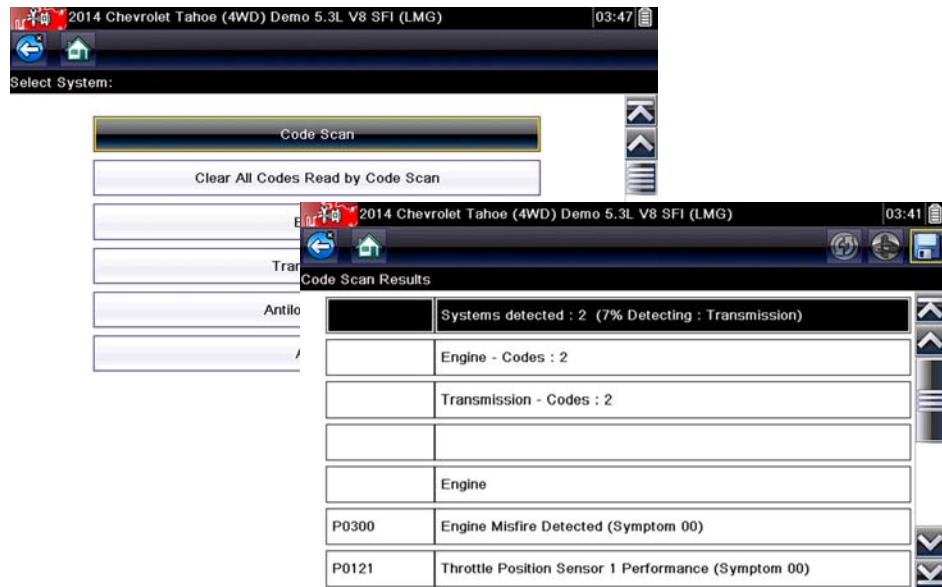 2014 Chevrolet Tahoe (4WD) Demo 5.3L V8 SFI (LMG) 03:47
Select System:
Code Scan
Clear All Codes Read by Code Scan
E
Tran
Antilo
A
2014 Chevrolet Tahoe (4WD) Demo 5.3L V8 SFI (LMG) 03:41
Code Scan Results
Systems detected : 2 (7% Detecting : Transmission)
Engine - Codes : 2
Transmission - Codes : 2
Engine
P0300 Engine Misfire Detected (Symptom 00)
P0121 Throttle Position Sensor 1 Performance (Symptom 00)